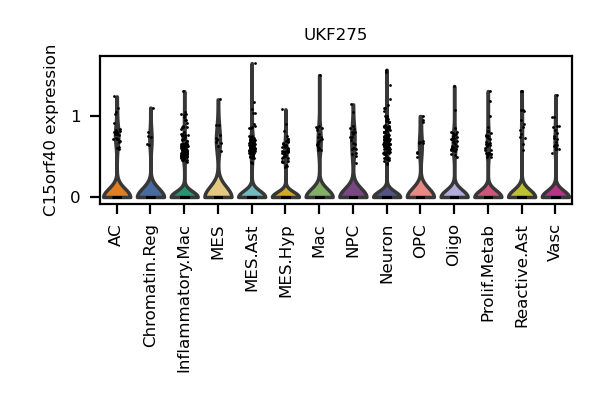 UKF275
C15orf40 expression
1
0
AC
Chromatin.Reg
Inflammatory.Mac
MES
MES.Ast
MES.Hyp
Mac
NPC
Neuron
OPC
Oligo
Prolif.Metab
Reactive.Ast
Vasc